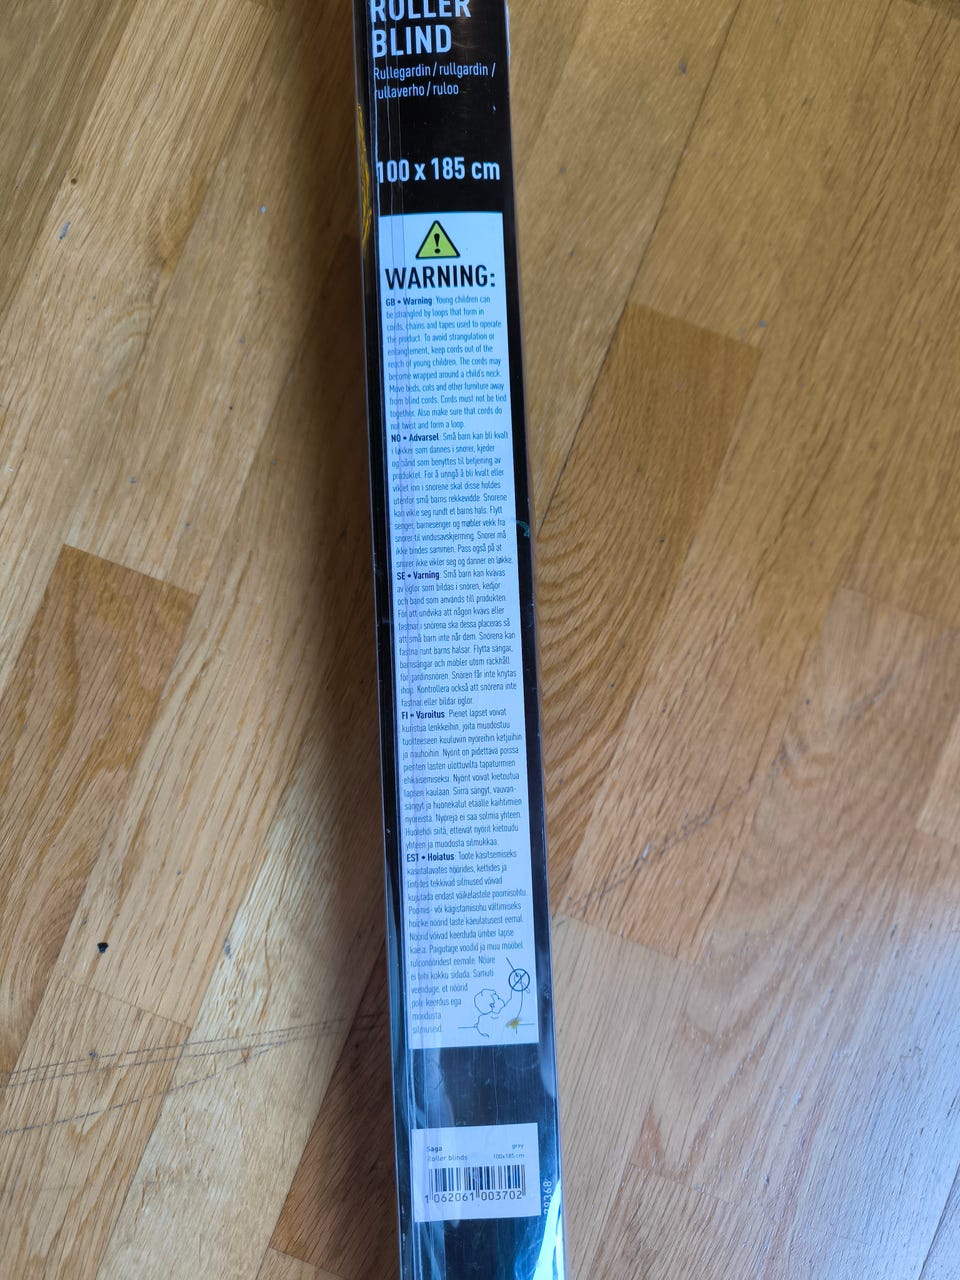 ROLLER
BLIND
Rullegardin / rullgardin /
rullaverho / ruloo
100 x 185 cm
WARNING:
GB • Warning: Young children can
be strangled by loops that form in
cords, chains and tapes used to operate
the product. To avoid strangulation or
entanglement, keep cords out of the
reach of young children. The cords may
become wrapped around a child's neck.
Move beds, cots and other furniture away
from blind cords. Cords must not be tied
together. Also make sure that cords do
not twist and form a loop.
NO • Advarsel: Små barn kan bli kvalt
i løkker som dannes i snorer, kjeder
og bånd som benyttes til betjening av
produktet. For å unngå å bli kvalt eller
viklet inn i snorene skal disse holdes
utenfor små barns rekkevidde. Snorene
kan vikle seg rundt et barns hals. Flytt
senger, barnesenger og møbler vekk fra
snorer til vindusavskjerming. Snorer må
ikke bindes sammen. Pass også på at
snorer ikke vikler seg og danner en løkke.
SE • Varning: Små barn kan kvävas
av öglor som bildas i snören, kedjor
och band som används till produkten.
För att undvika att någon kvävs eller
fastnar i snörena ska dessa placeras så
att små barn inte når dem. Snörena kan
fastna runt barns halsar. Flytta sängar,
barnsängar och möbler utom räckhåll
för gardinsnören. Snören får inte knytas
ihop. Kontrollera också att snörena inte
fastnar eller bildar öglor.
FI • Varoitus: Pienet lapset voivat
kuristua lenkkeihin, joita muodostuu
tuotteeseen kuuluviin nyöreihin ketjuihin
ja nauhoihin. Nyörit on pidettävä poissa
pienten lasten ulottuvilta tapaturmien
ehkäisemiseksi. Nyörit voivat kietoutua
lapsen kaulaan. Siirrä sängyt, vauvan-
sängyt ja huonekalut etäälle kaihtimien
nyöreistä. Nyörejä ei saa solmia yhteen.
Huolehdi siitä, etteivät nyörit kietoudu
yhteen ja muodosta silmukkaa.
EST • Hoiatus: Toote käsitsemiseks
kasutatavates nöörides, kettides ja
lintides tekkivad silmused võivad
kujutada endast väikelastele poomisohtu.
Poomis- või kägistamisohu vältimiseks
hoidke nöörid laste käeulatusest eemal.
Nöörid võivad keerduda ümber lapse
kaela. Paigutage voodid ja muu mööbel
ruloonööridest eemale. Nööre
ei tohi kokku siduda. Samuti
veenduge, et nöörid
pole keerdus ega
moodusta
silmuseid.
Saga grey
Roller blinds 100x185 cm
1 062061 003702